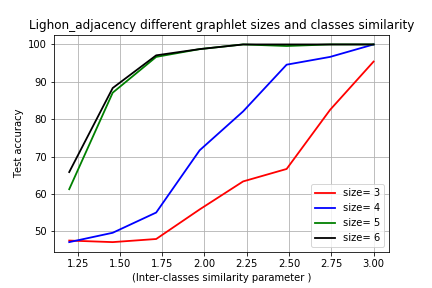 Lighon_adjacency different graphlet sizes and classes similarity
100
90
80
70
60
50
Test accuracy
size= 3
size= 4
size= 5
size= 6
1.25 1.50 1.75 2.00 2.25 2.50 2.75 3.00
(Inter-classes similarity parameter )